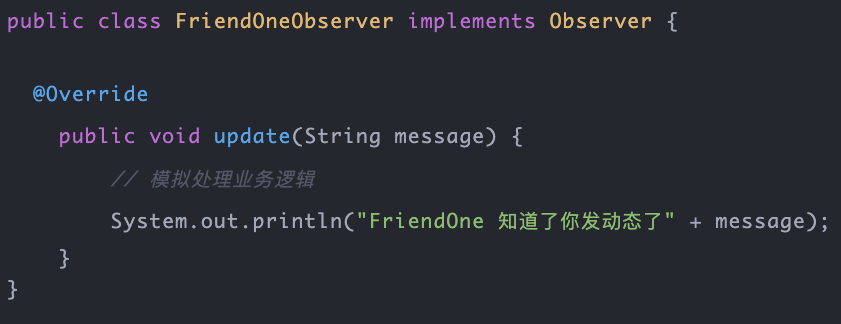 public class FriendOneObserver implements Observer {
@Override
public void update(String message) {
// 模拟处理业务逻辑
System.out.println("FriendOne 知道了你发动态了" + message);
}
}